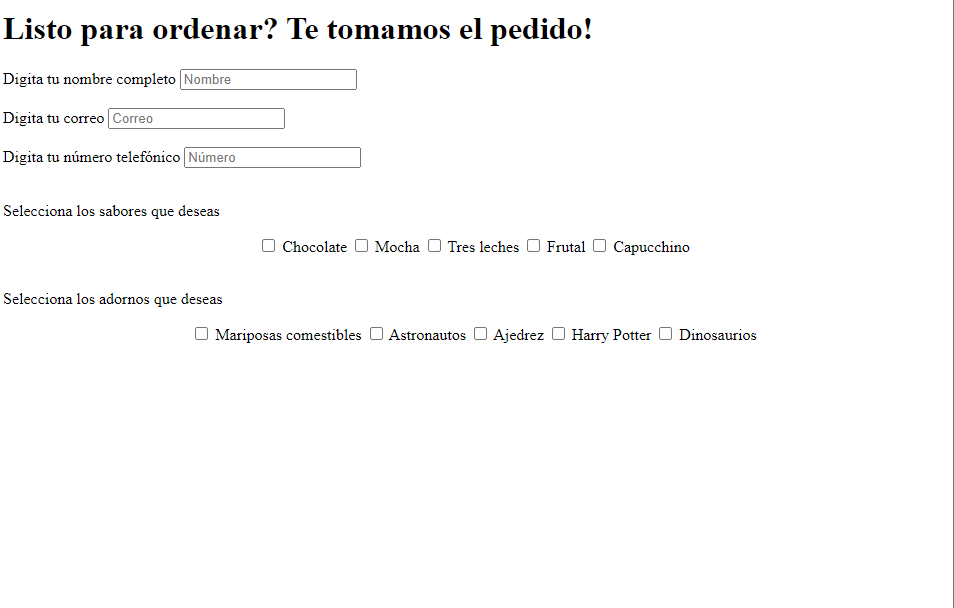 Listo para ordenar? Te tomamos el pedido!
Digita tu nombre completo Nombre
Digita tu correo Correo
Digita tu número telefónico Número
Selecciona los sabores que deseas
Chocolate Mocha Tres leches Frutal Capucchino
Selecciona los adornos que deseas
Mariposas comestibles Astronautos Ajedrez Harry Potter Dinosaurios